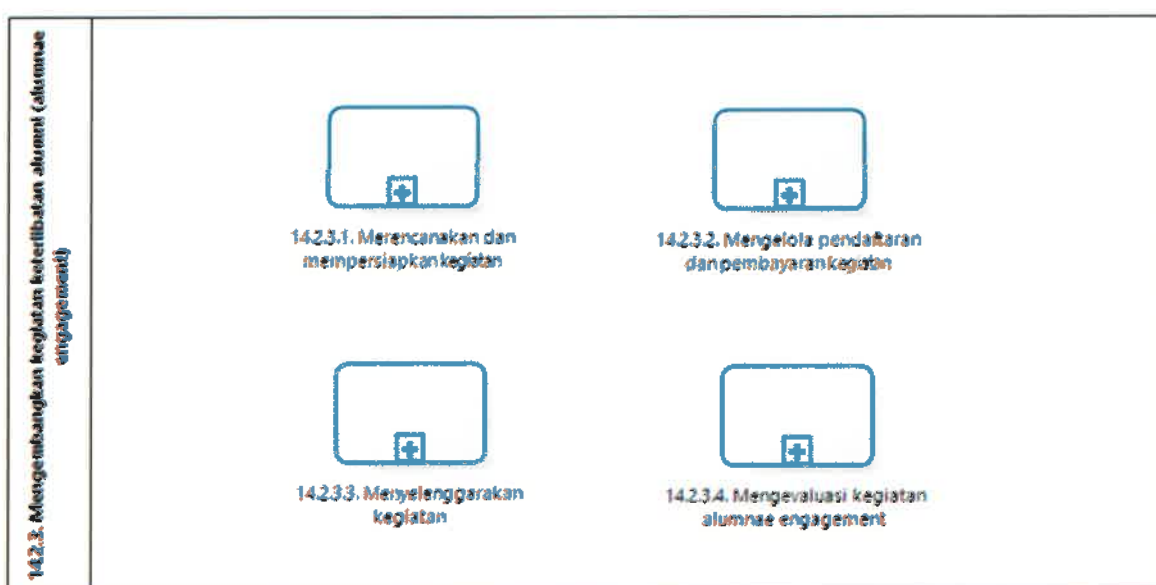 14.2.3. Mengembangkan kegiatan keterlibatan alumni (alumnae
engagement)
14.2.3.1. Merencanakan dan
mempersiapkan kegiatan
14.2.3.2. Mengelola pendaftaran
dan pembayaran kegiatan
14.2.3.3. Menyelenggarakan
kegiatan
14.2.3.4. Mengevaluasi kegiatan
alumnae engagement